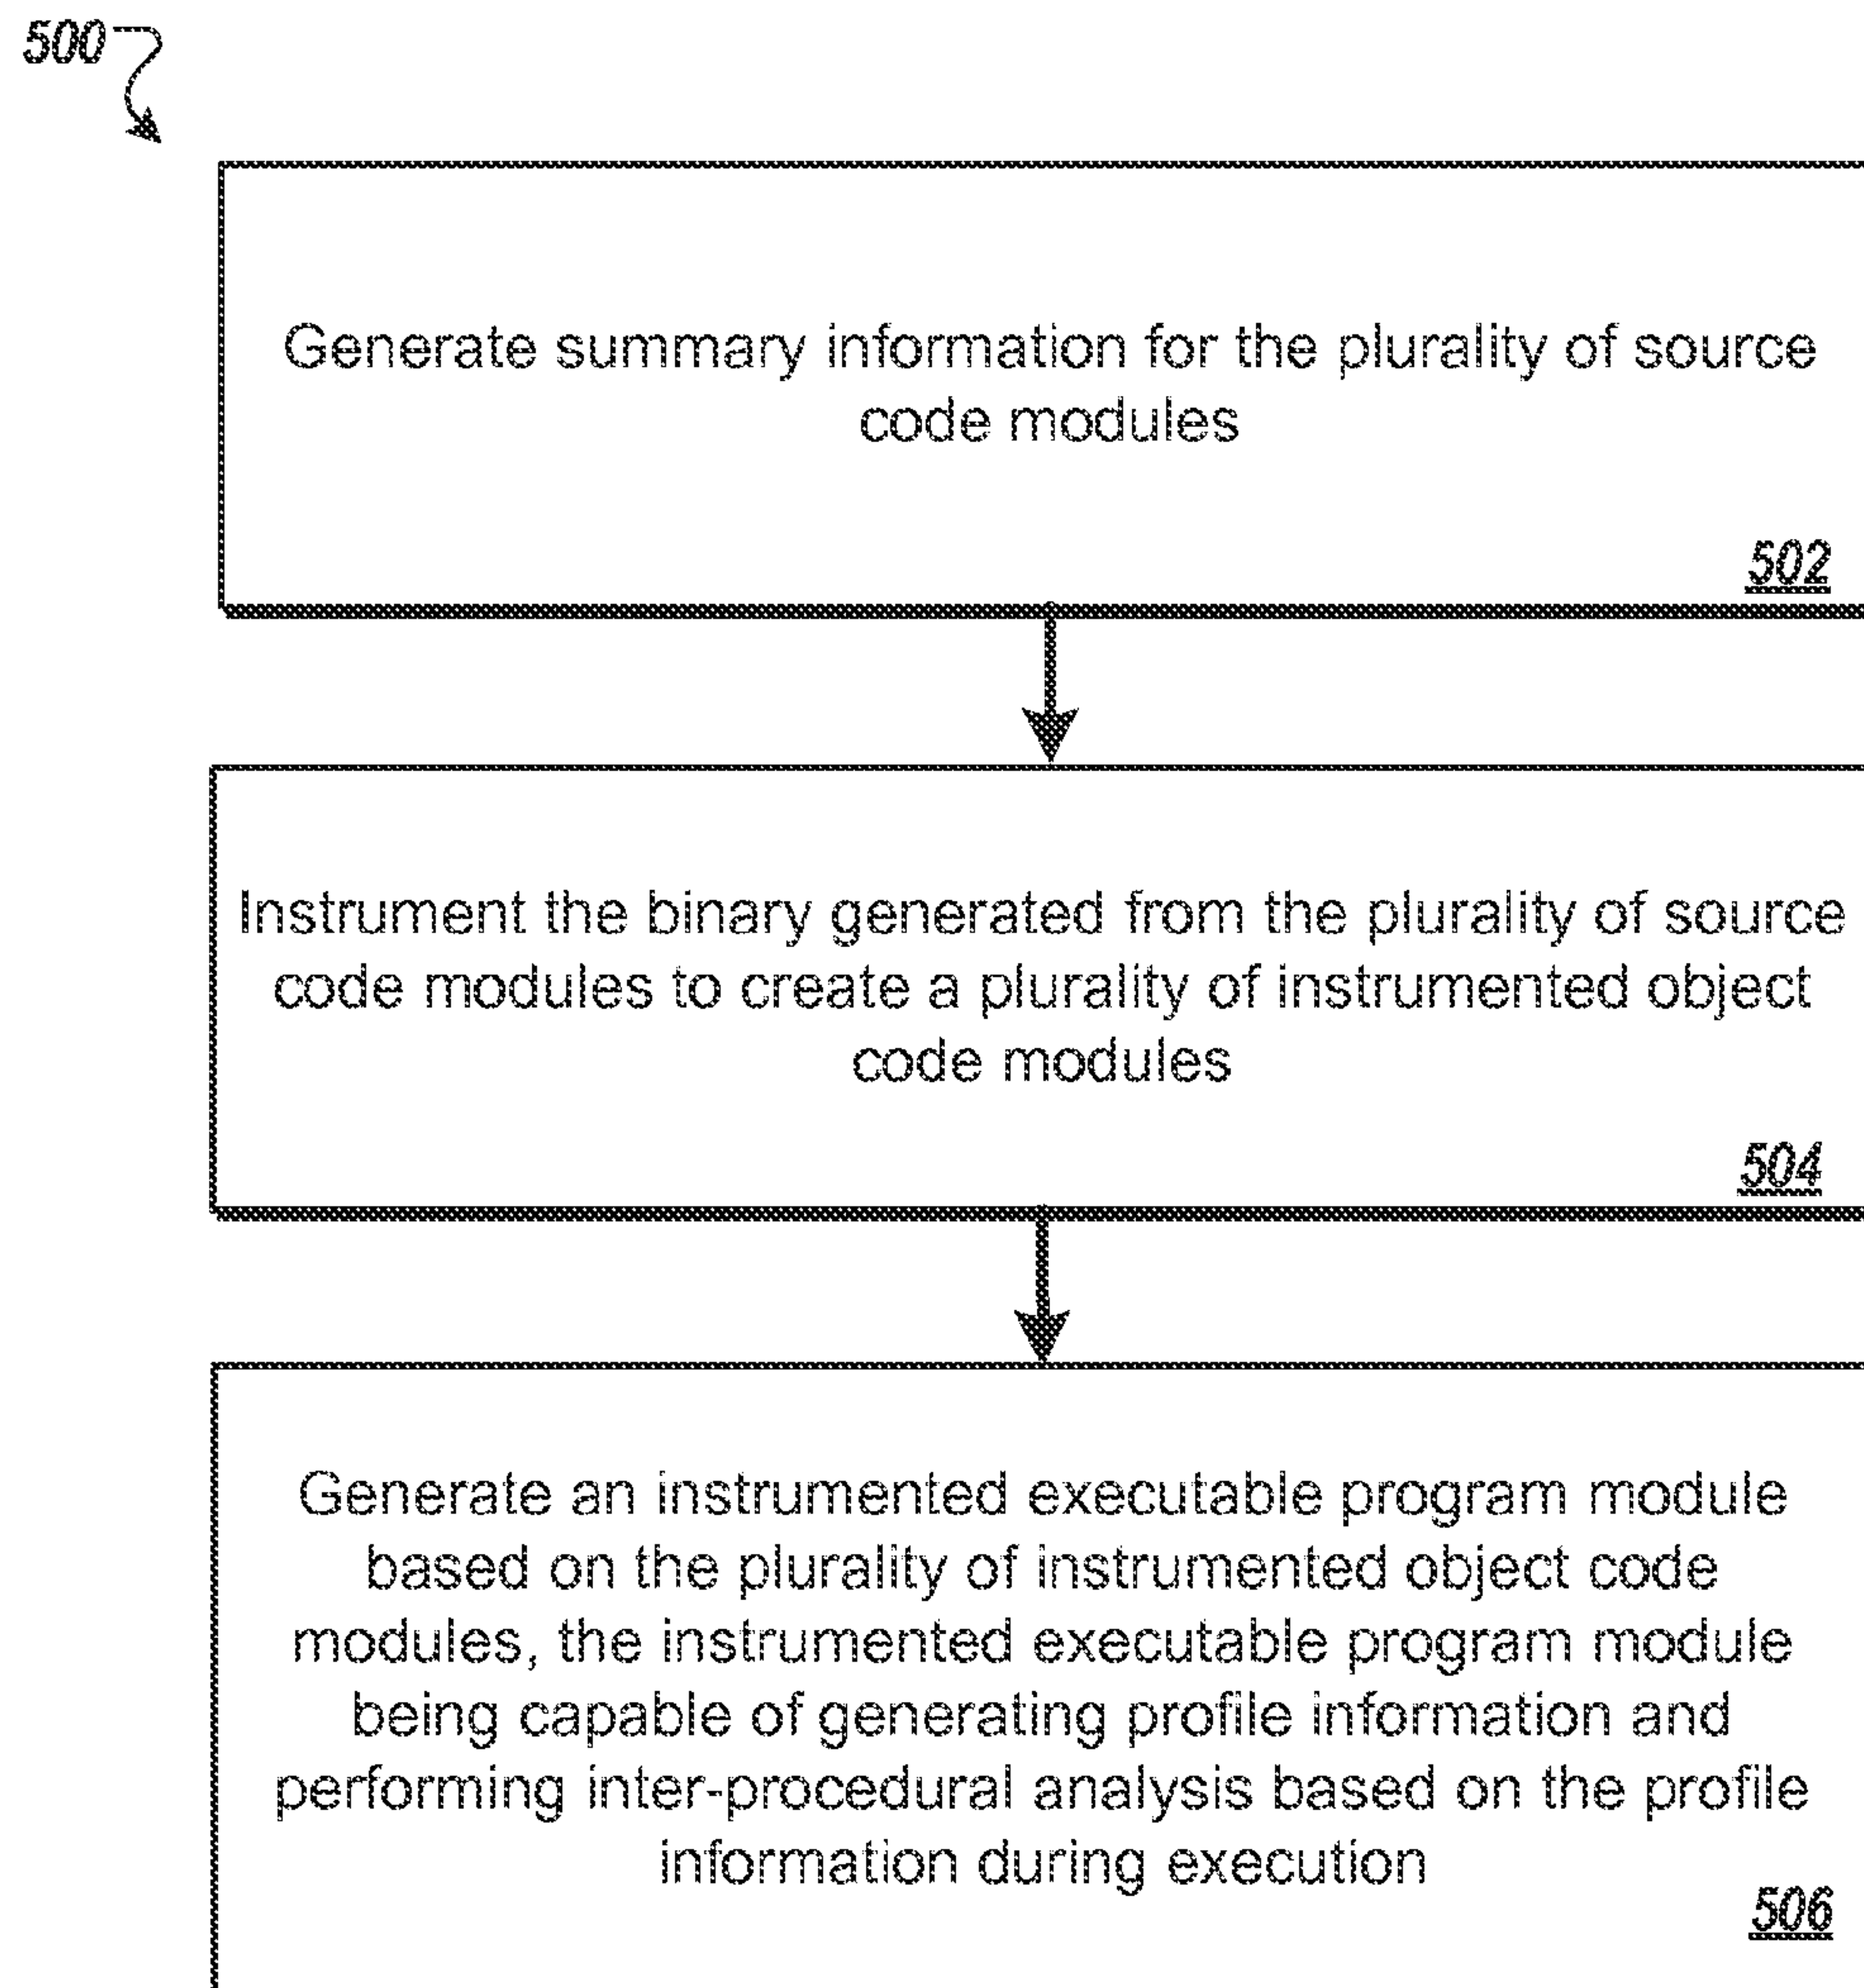 500
Generate summary information for the plurality of source
code modules
502
Instrument the binary generated from the plurality of source
code modules to create a plurality of instrumented object
code modules
504
Generate an instrumented executable program module
based on the plurality of instrumented object code
modules, the instrumented executable program module
being capable of generating profile information and
performing inter-procedural analysis based on the profile
information during execution
506